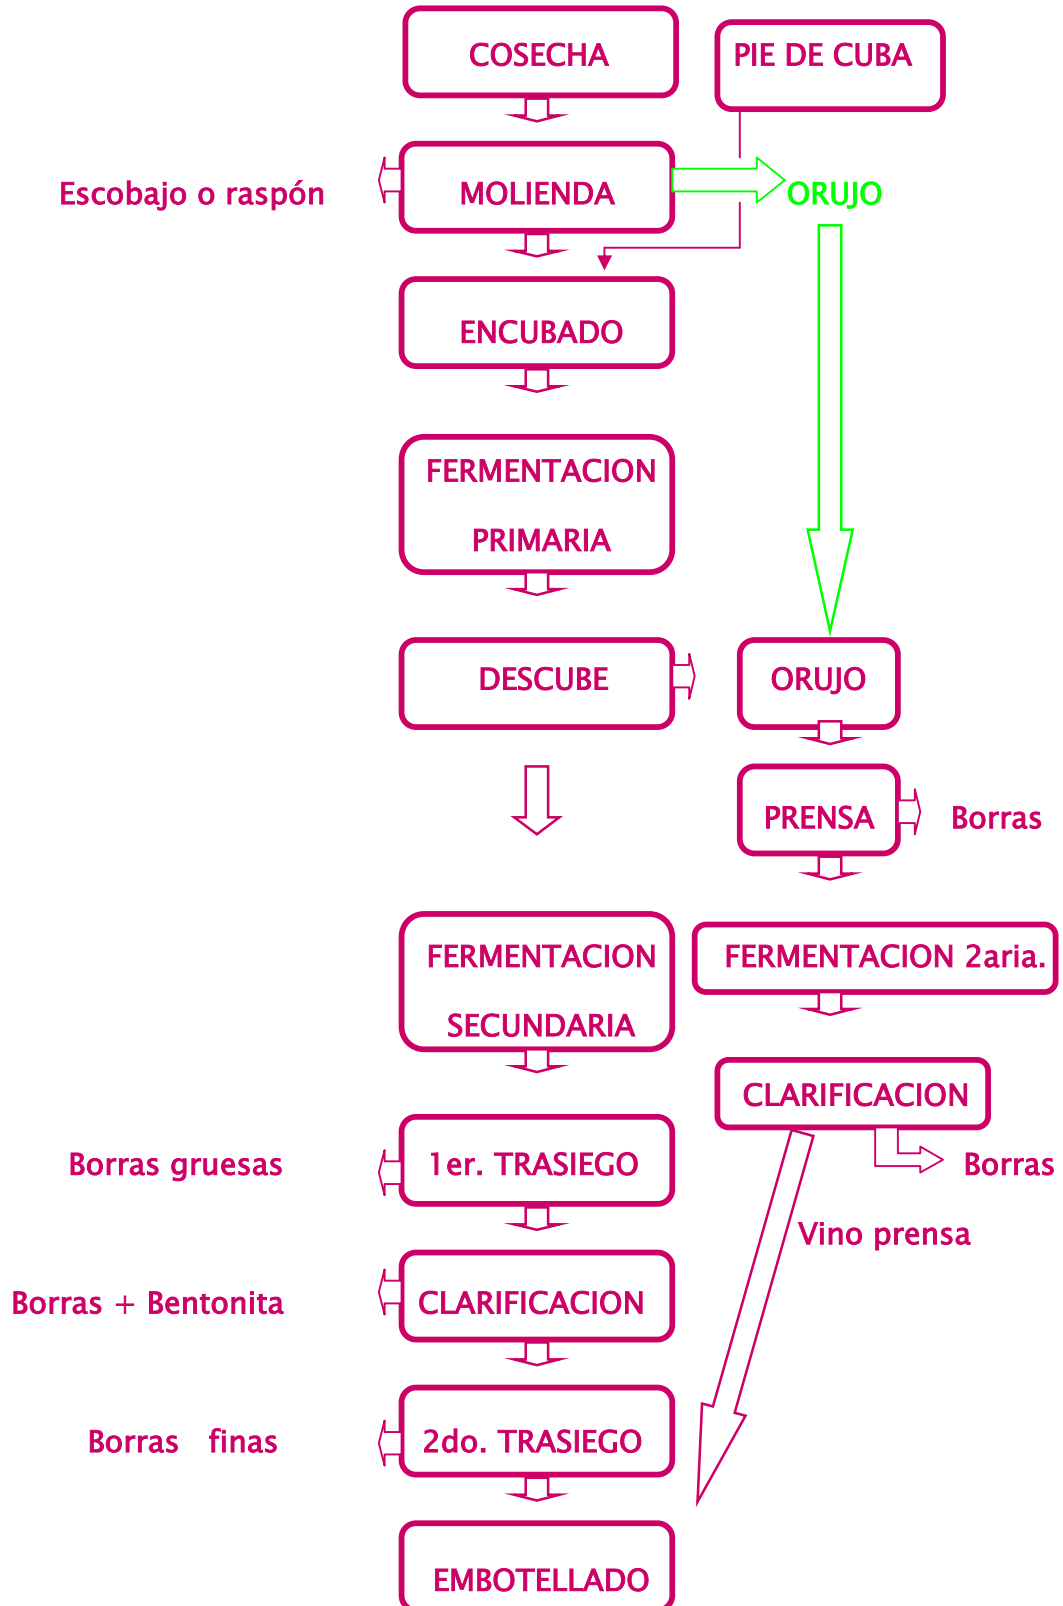 COSECHA
PIE DE CUBA
Escobajo o raspón
MOLIENDA
ORUJO
ENCUBADO
FERMENTACION
PRIMARIA
DESCUBE
ORUJO
PRENSA
Borras
FERMENTACION
SECUNDARIA
FERMENTACION 2aria.
CLARIFICACION
Borras gruesas
1er. TRASIEGO
Borras
Vino prensa
Borras + Bentonita
CLARIFICACION
Borras finas
2do. TRASIEGO
EMBOTELLADO